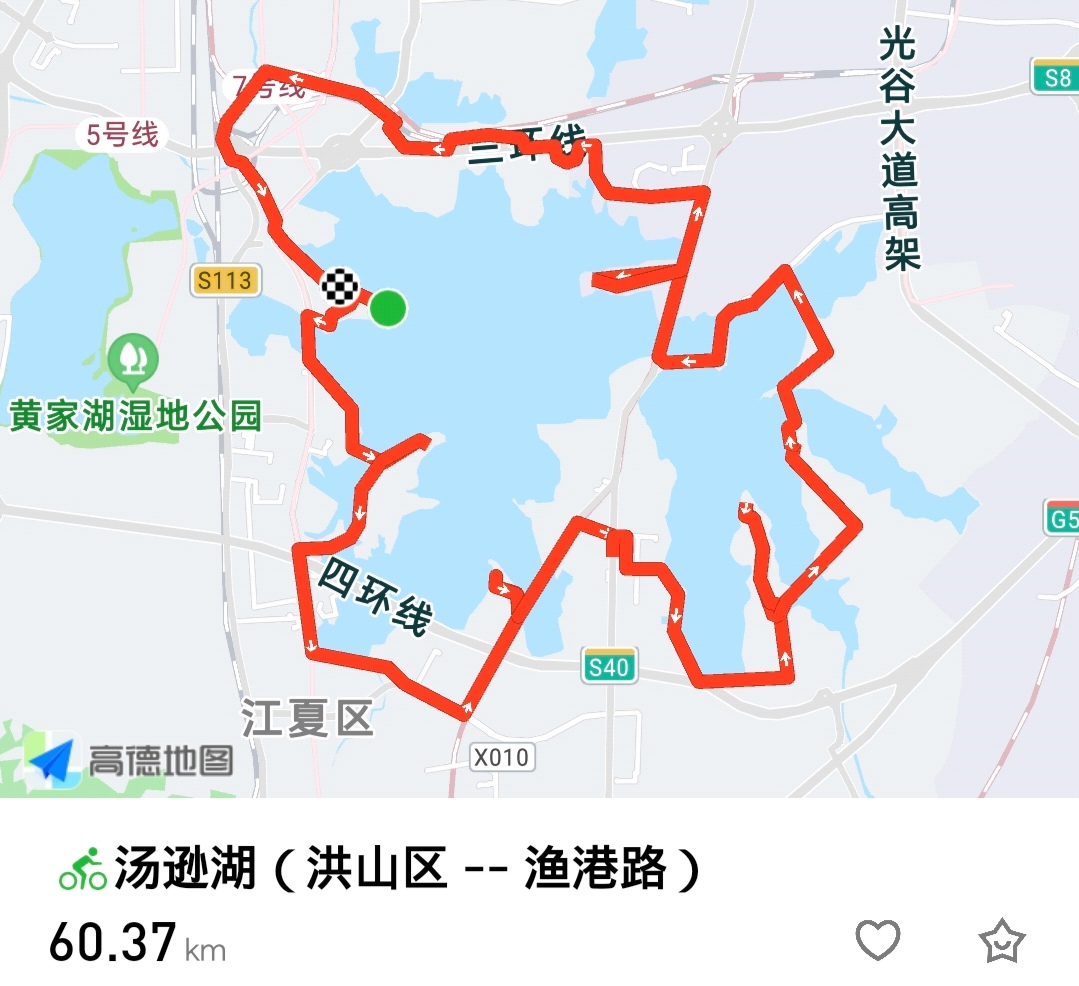 光谷大道高架
S8
7号线
5号线
三环线
S113
黄家湖湿地公园
G5
四环线
S40
江夏区
X010
高德地图
汤逊湖（洪山区 -- 渔港路）
60.37 km